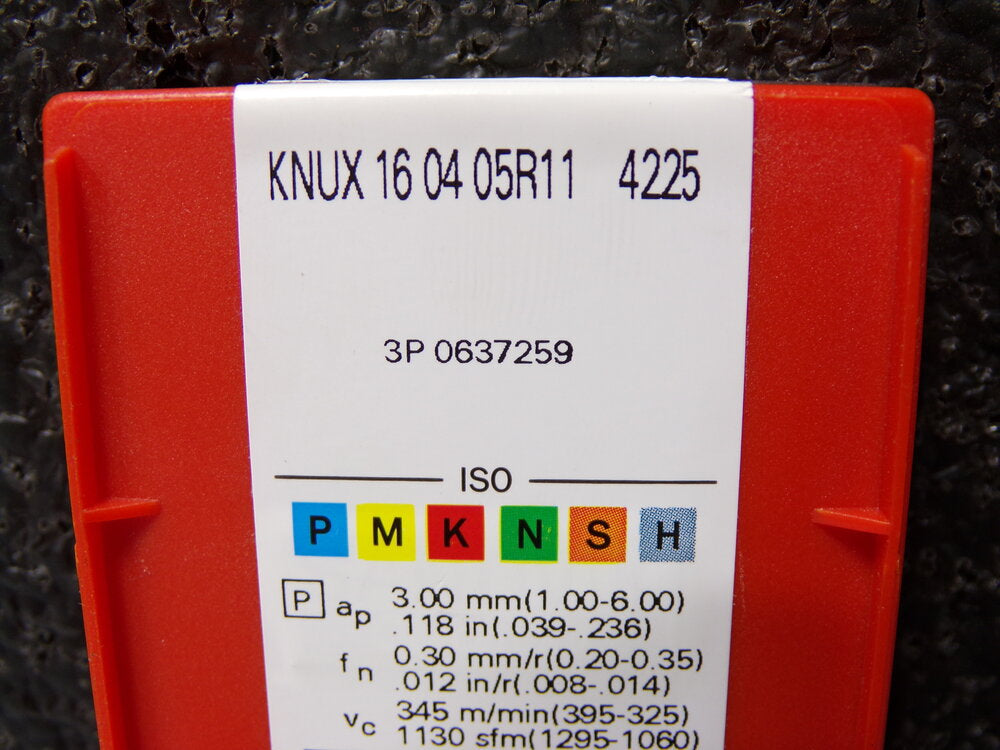 KNUX 16 04 05R11 4225
3P 0637259
ISO
P M K N S H
P ap 3.00 mm(1.00-6.00)
.118 in(.039-.236)
fn 0.30 mm/r(0.20-0.35)
.012 in/r(.008-.014)
vc 345 m/min(395-325)
1130 sfm(1295-1060)